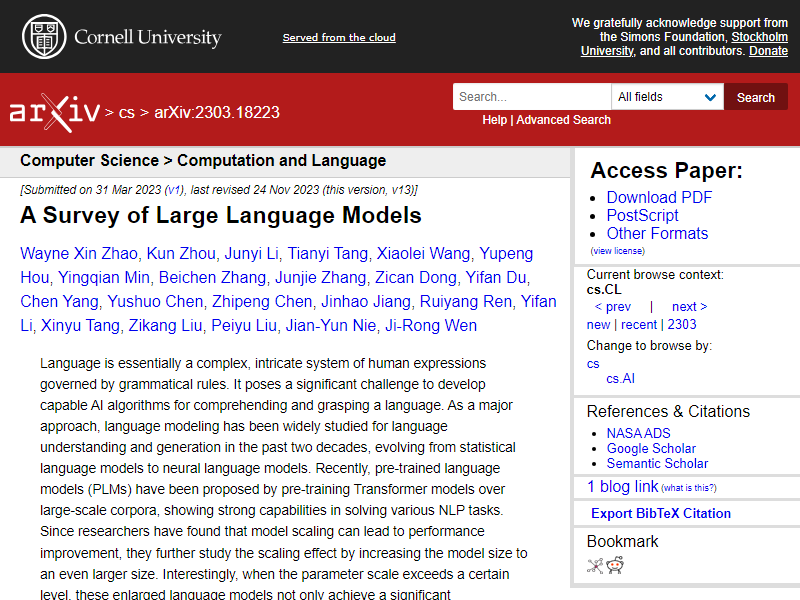 Cornell University
Served from the cloud
We gratefully acknowledge support from
the Simons Foundation, Stockholm
University, and all contributors. Donate
arXiv > cs > arXiv:2303.18223
Search...
All fields
Search
Help | Advanced Search
Computer Science > Computation and Language
[Submitted on 31 Mar 2023 (v1), last revised 24 Nov 2023 (this version, v13)]
A Survey of Large Language Models
Wayne Xin Zhao, Kun Zhou, Junyi Li, Tianyi Tang, Xiaolei Wang, Yupeng
Hou, Yingqian Min, Beichen Zhang, Junjie Zhang, Zican Dong, Yifan Du,
Chen Yang, Yushuo Chen, Zhipeng Chen, Jinhao Jiang, Ruiyang Ren, Yifan
Li, Xinyu Tang, Zikang Liu, Peiyu Liu, Jian-Yun Nie, Ji-Rong Wen
Language is essentially a complex, intricate system of human expressions
governed by grammatical rules. It poses a significant challenge to develop
capable AI algorithms for comprehending and grasping a language. As a major
approach, language modeling has been widely studied for language
understanding and generation in the past two decades, evolving from statistical
language models to neural language models. Recently, pre-trained language
models (PLMs) have been proposed by pre-training Transformer models over
large-scale corpora, showing strong capabilities in solving various NLP tasks.
Since researchers have found that model scaling can lead to performance
improvement, they further study the scaling effect by increasing the model size to
an even larger size. Interestingly, when the parameter scale exceeds a certain
level, these enlarged language models not only achieve a significant
Access Paper:
Download PDF
PostScript
Other Formats
(view license)
Current browse context:
cs.CL
< prev | next >
new | recent | 2303
Change to browse by:
cs
cs.AI
References & Citations
NASA ADS
Google Scholar
Semantic Scholar
1 blog link (what is this?)
Export BibTeX Citation
Bookmark